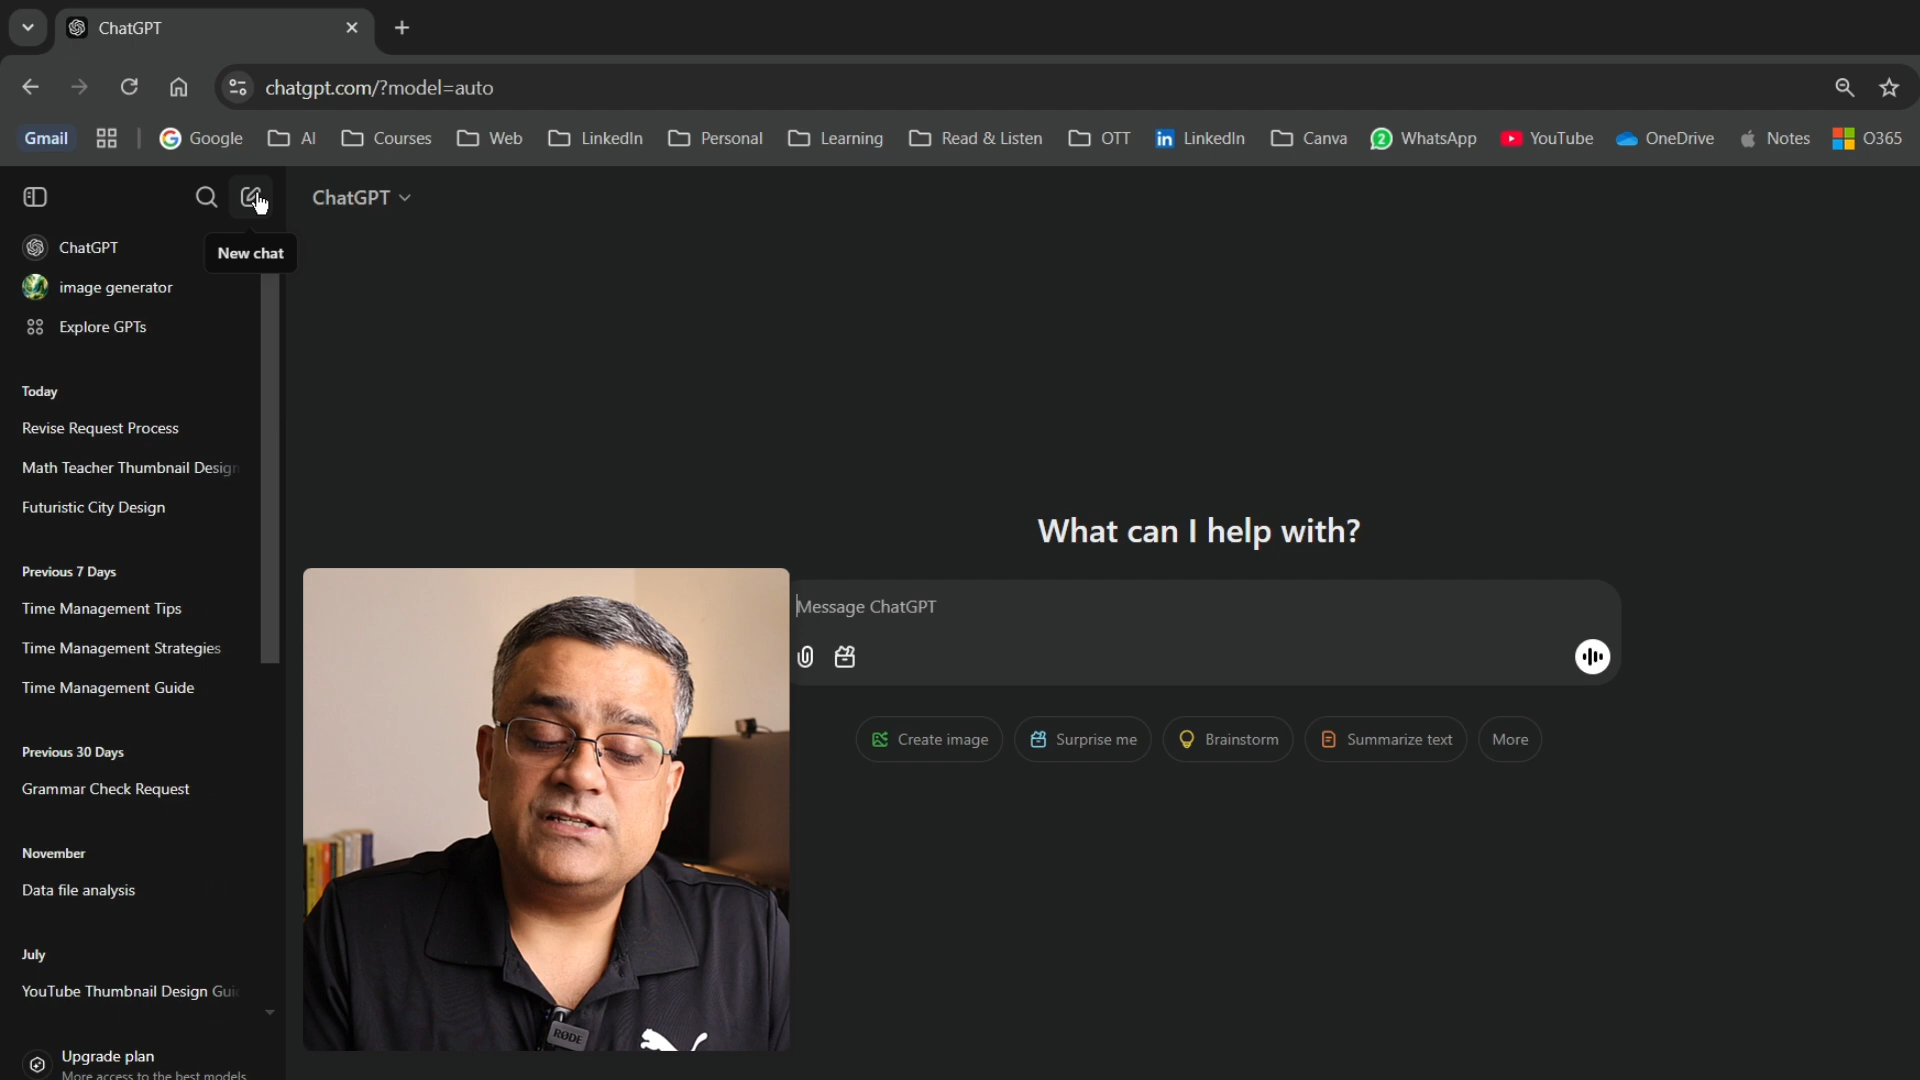 ChatGPT
chatgpt.com/?model=auto
Gmail Google AI Courses Web LinkedIn Personal Learning Read & Listen OTT LinkedIn Canva 2 WhatsApp YouTube OneDrive Notes O365
ChatGPT
ChatGPT
New chat
image generator
Explore GPTs
Today
Revise Request Process
Math Teacher Thumbnail Design
Futuristic City Design
Previous 7 Days
Time Management Tips
Time Management Strategies
Time Management Guide
Previous 30 Days
Grammar Check Request
November
Data file analysis
July
YouTube Thumbnail Design Gui
Upgrade plan
More access to the best models
What can I help with?
Message ChatGPT
Create image Surprise me Brainstorm Summarize text More
RØDE